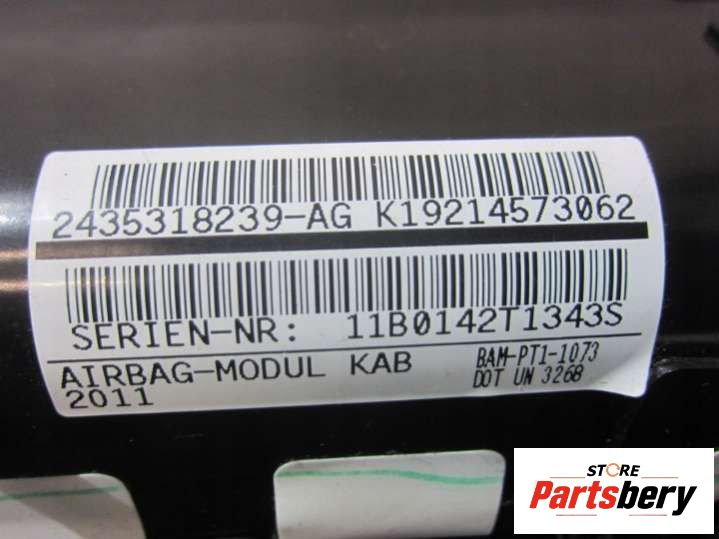 2435318239-AG K19214573062
SERIEN-NR: 11B0142T1343S
AIRBAG-MODUL KAB
2011
BAM-PT1-1073
DOT UN 3268
STORE
Partsbery